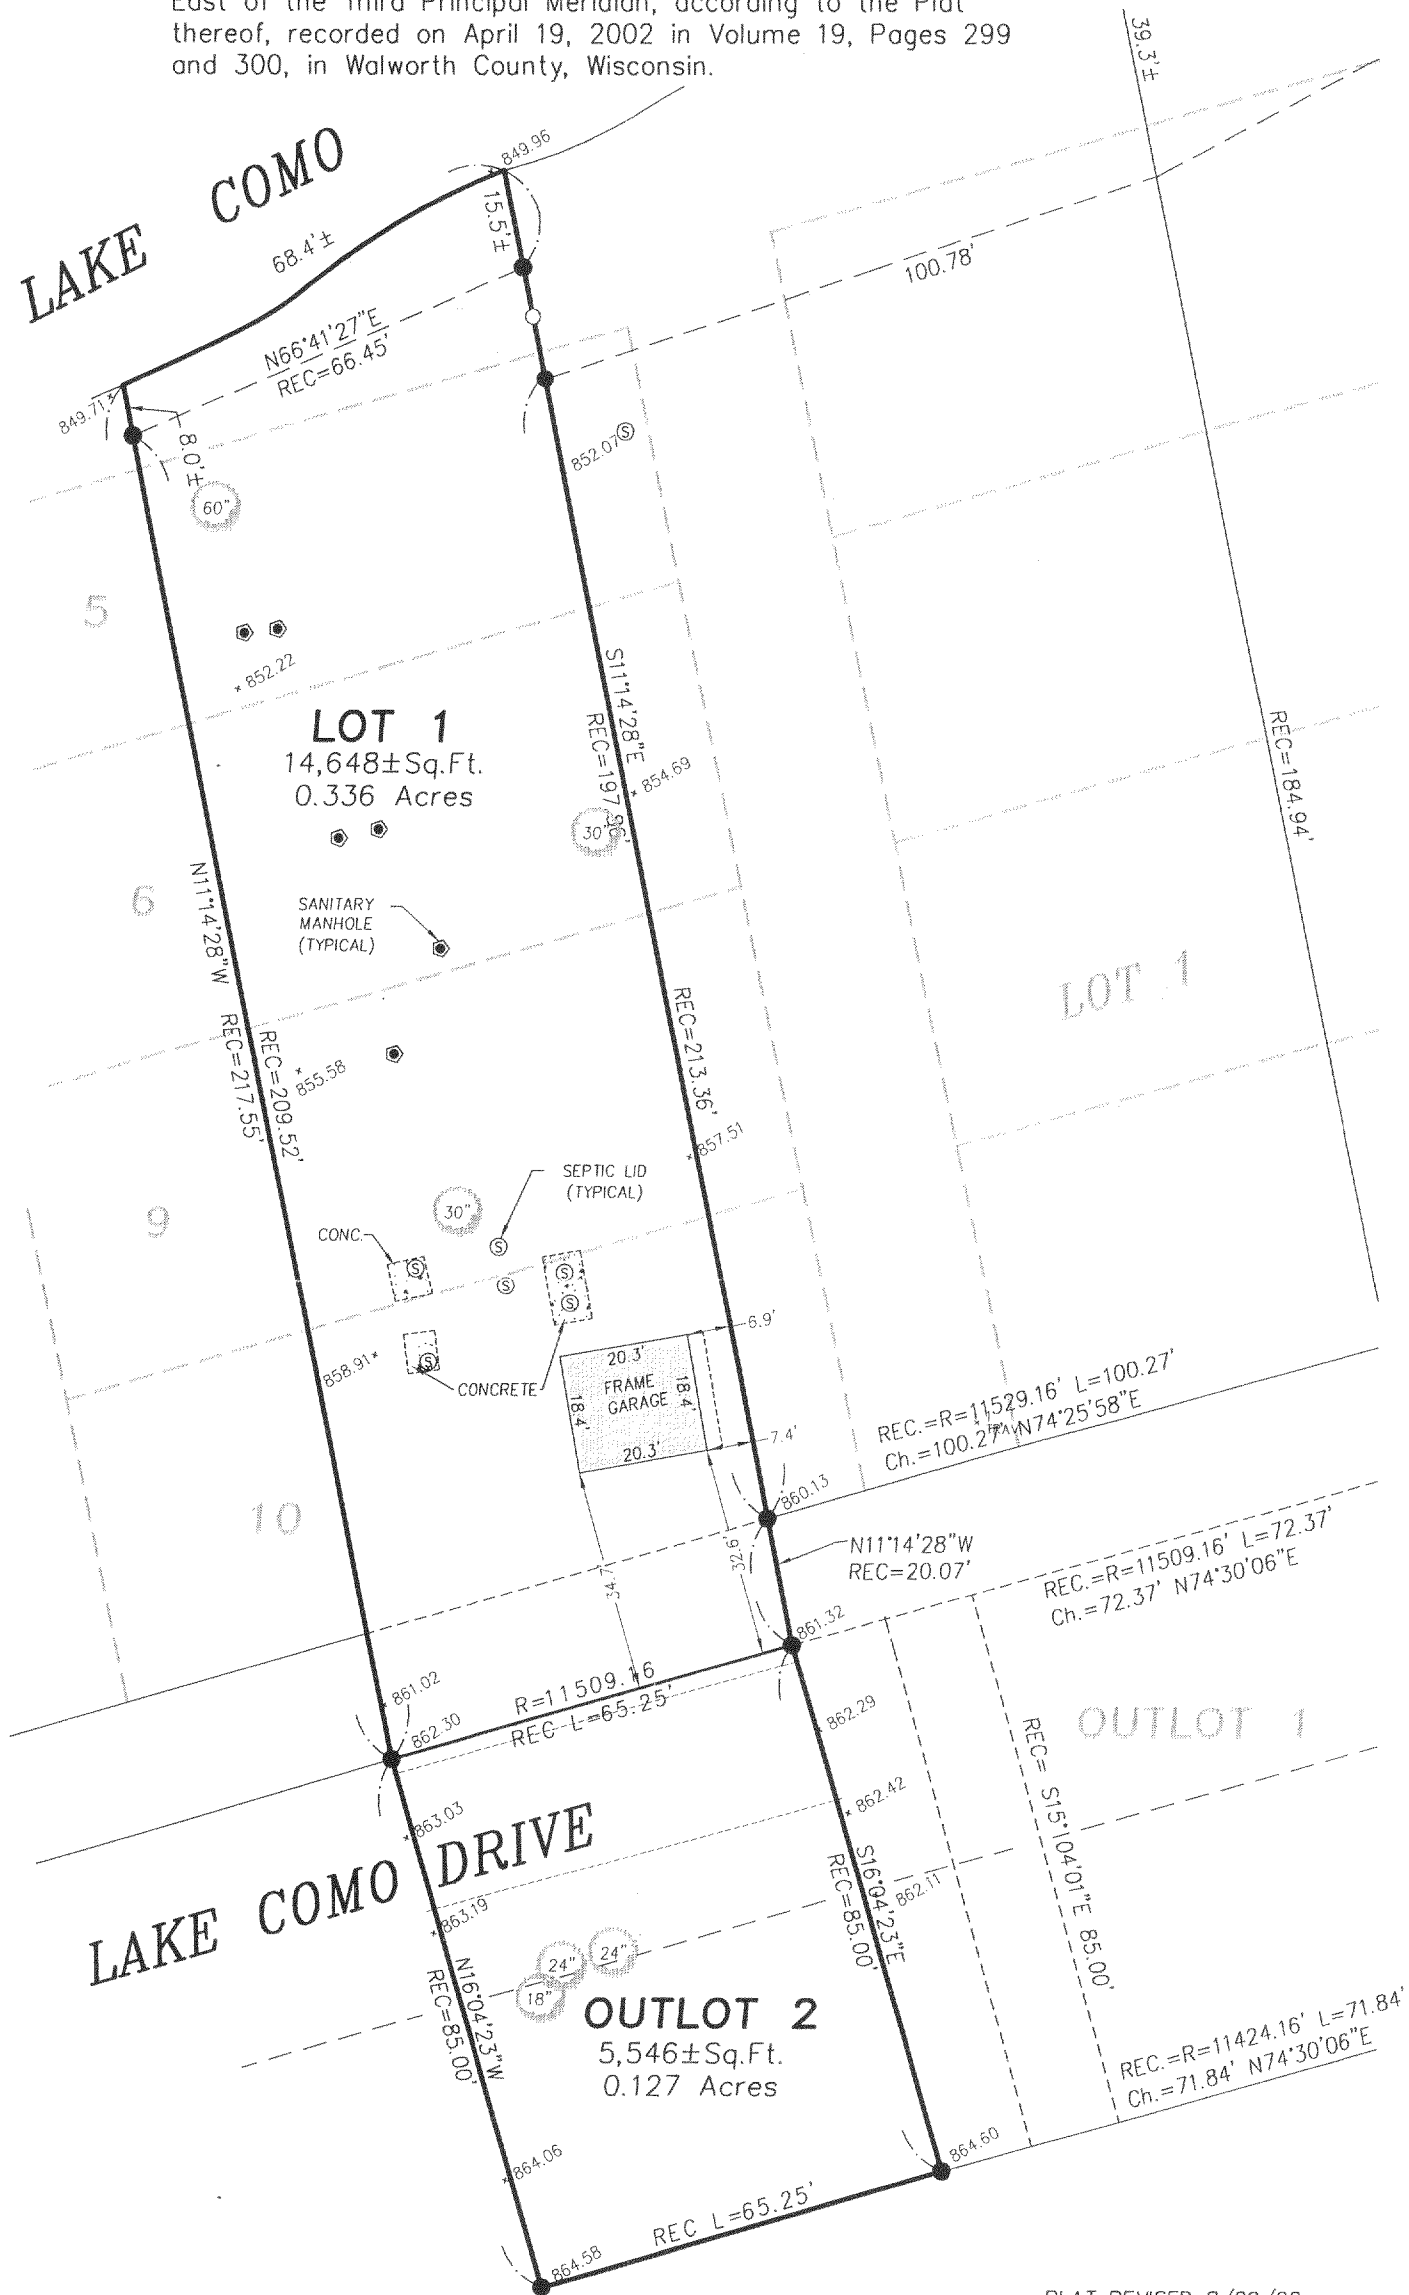 East of the Third Principal Meridian, according to the Plat
thereof, recorded on April 19, 2002 in Volume 19, Pages 299
and 300, in Walworth County, Wisconsin.
39.3'±
LAKE COMO
849.96
15.5'±
68.4'±
100.78'
N66°41'27"E
REC=66.45'
849.71
8.0'±
852.07 S
60"
5
852.22
LOT 1
14,648±Sq.Ft.
0.336 Acres
S11°14'28"E
REC=197.96'
854.69
30"
REC=184.94'
6
N11°14'28"W
SANITARY
MANHOLE
(TYPICAL)
LOT 1
REC=217.55'
REC=209.52'
855.58
REC=213.36'
857.51
9
SEPTIC LID
(TYPICAL)
30"
CONC.
S
S
S
S
S
S
858.91
CONCRETE
20.3'
FRAME
GARAGE
18.4'
18.4'
20.3'
6.9'
7.4'
REC.=R=11529.16' L=100.27'
Ch.=100.27' N74°25'58"E
10
860.13
34.7'
32.6'
N11°14'28"W
REC=20.07'
REC.=R=11509.16' L=72.37'
Ch.=72.37' N74°30'06"E
861.32
861.02
862.30
R=11509.16
REC L=65.25'
862.29
OUTLOT 1
REC= S15°104'01"E 85.00'
863.03
862.42
LAKE COMO DRIVE
S16°04'23"E
REC=85.00'
862.11
863.19
N16°04'23"W
REC=85.00'
24"
24"
18"
OUTLOT 2
5,546±Sq.Ft.
0.127 Acres
REC.=R=11424.16' L=71.84'
Ch.=71.84' N74°30'06"E
864.06
864.60
REC L=65.25'
864.58